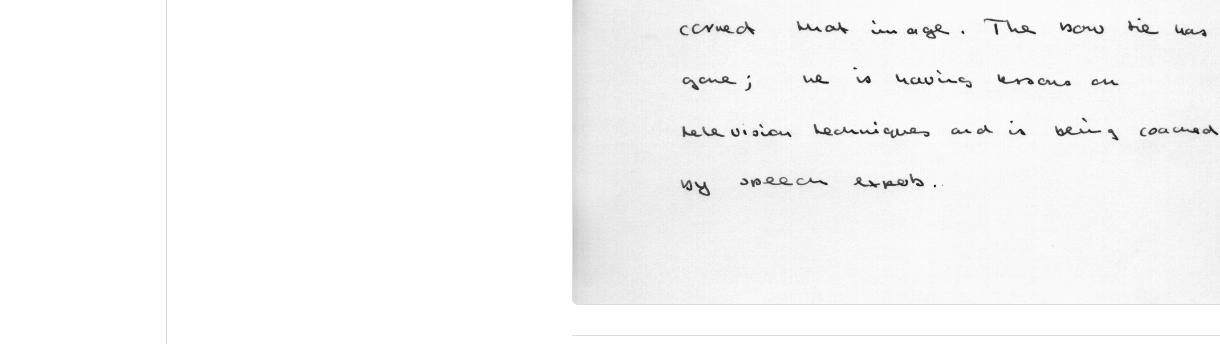 correct that image. The bow tie has
gone; he is having lessons on
television techniques and is being coached
by speech experts.